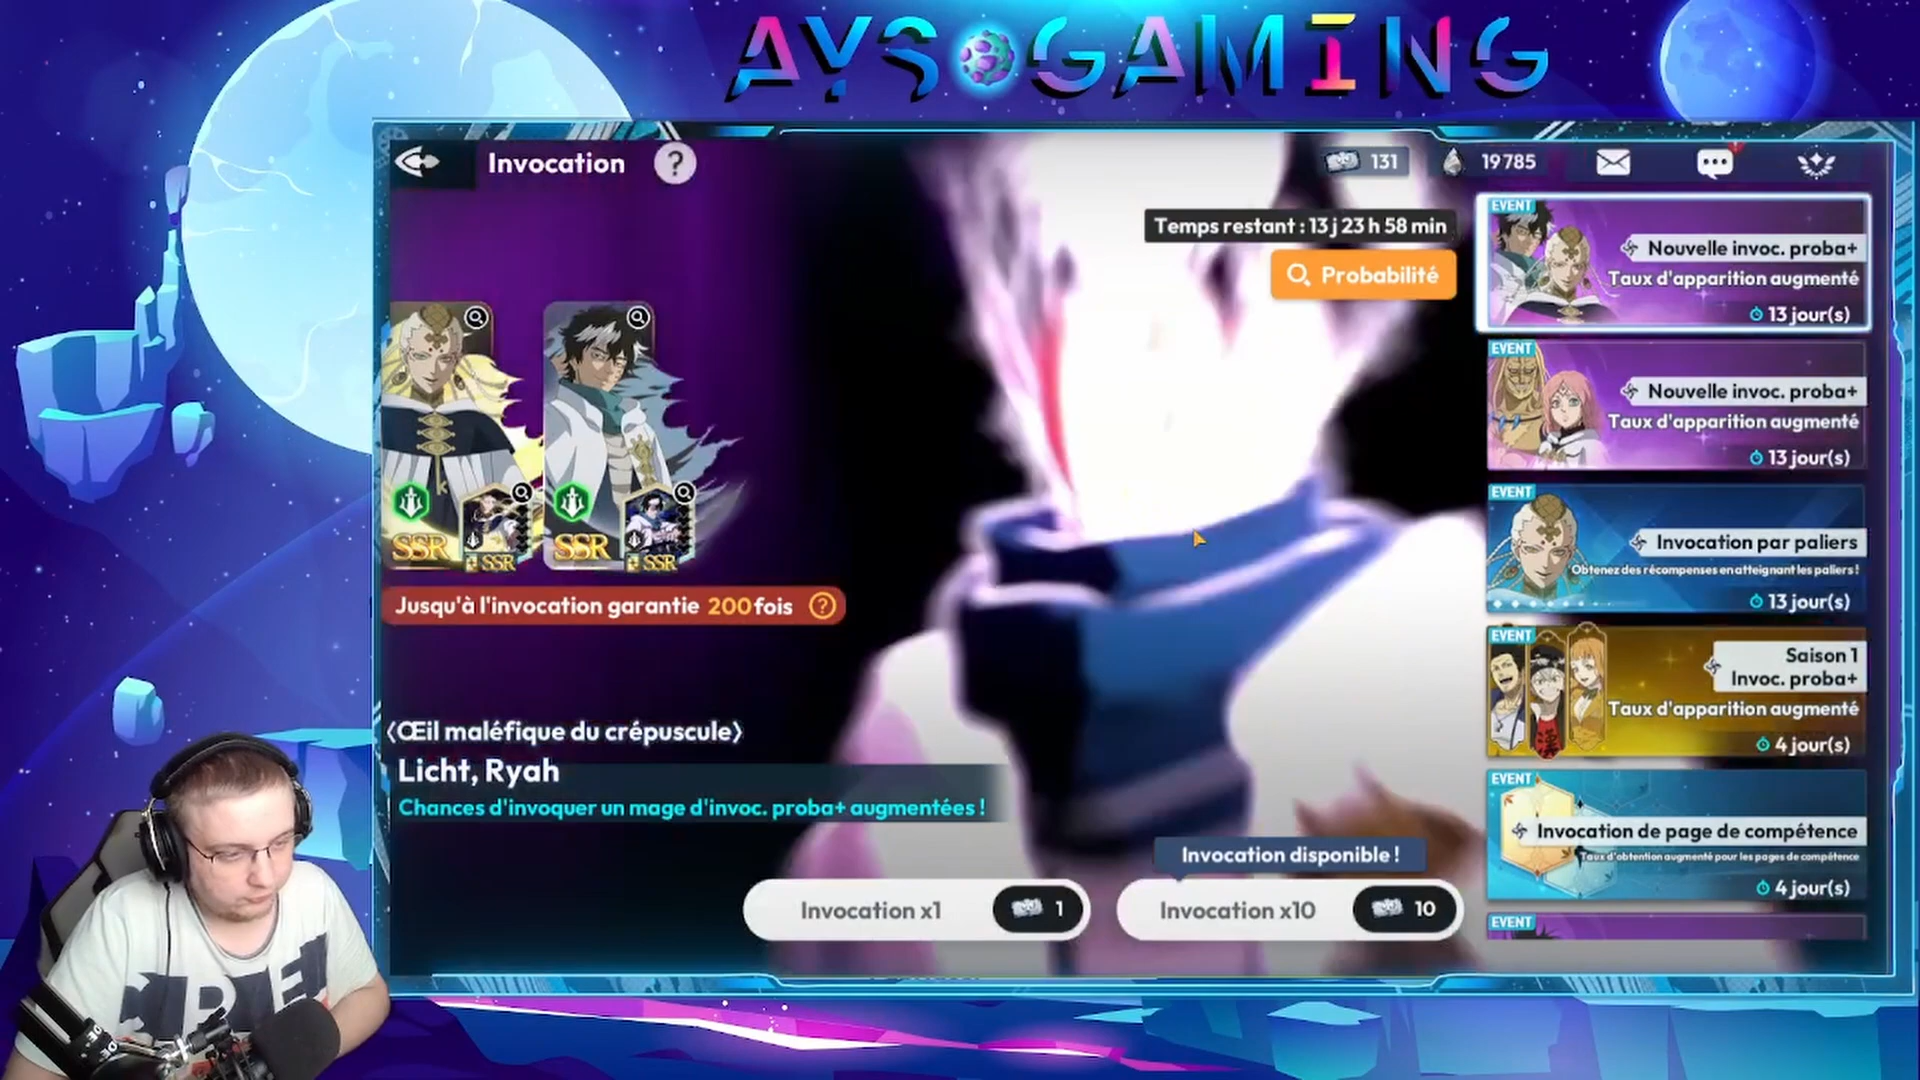 AYSOGAMING
Invocation
?
131
19785
Temps restant : 13 j 23 h 58 min
Probabilité
SSR
SSR
SSR
SSR
Jusqu'à l'invocation garantie 200 fois ?
〈Œil maléfique du crépuscule〉
Licht, Ryah
Chances d'invoquer un mage d'invoc. proba+ augmentées !
Invocation disponible !
Invocation x1
1
Invocation x10
10
EVENT
Nouvelle invoc. proba+
Taux d'apparition augmenté
13 jour(s)
EVENT
Nouvelle invoc. proba+
Taux d'apparition augmenté
13 jour(s)
EVENT
Invocation par paliers
Obtenez des récompenses en atteignant les paliers !
13 jour(s)
EVENT
Saison 1
Invoc. proba+
Taux d'apparition augmenté
4 jour(s)
EVENT
Invocation de page de compétence
Taux d'obtention augmenté pour les pages de compétence
4 jour(s)
EVENT